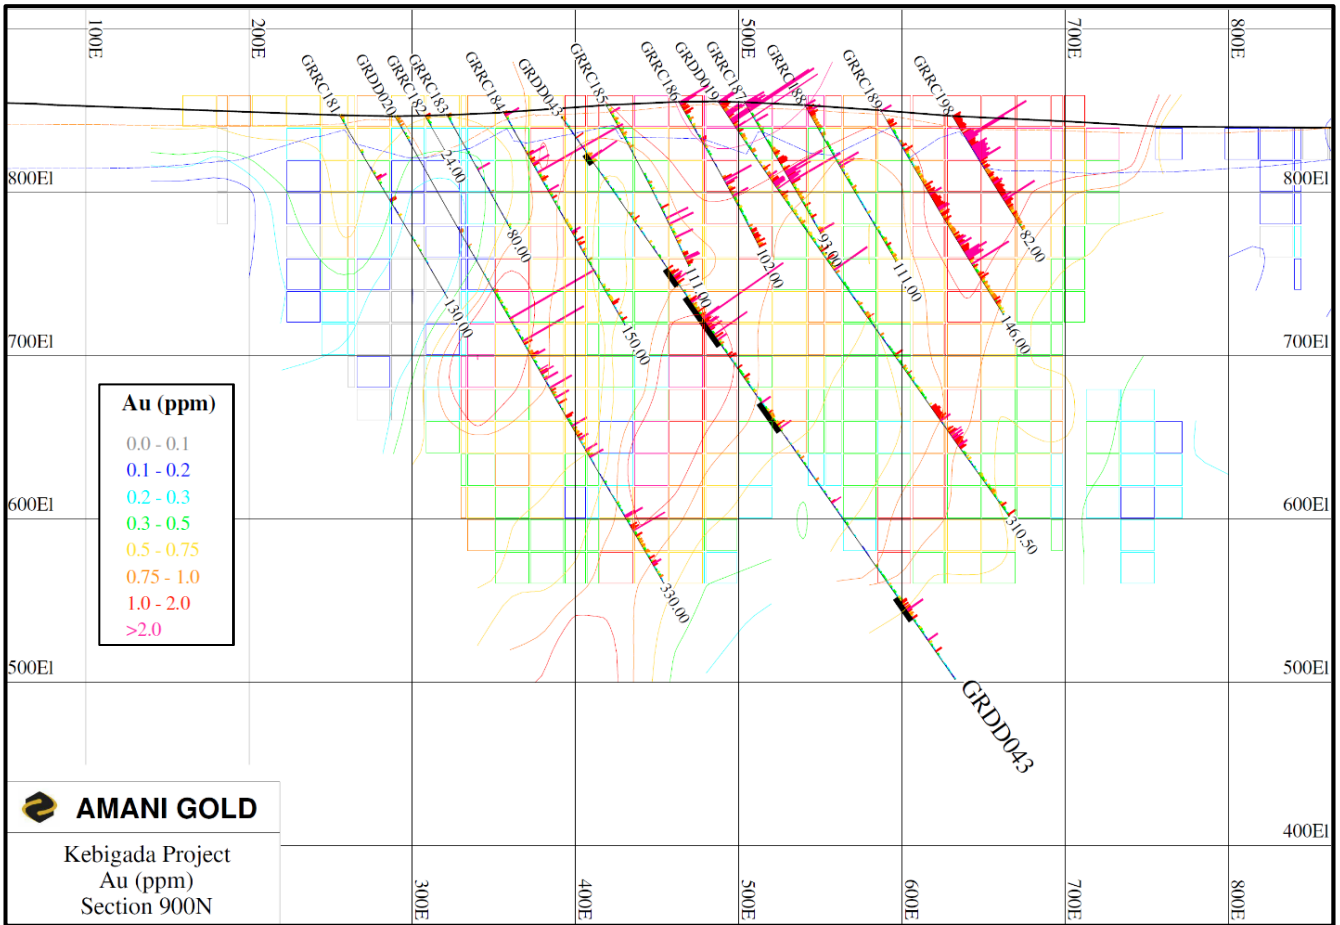 100E
200E
500E
700E
800E
GRRC181
GRDD020
GRRC182
GRRC183
GRRC184
GRDD043
GRRC185
GRRC186
GRDD019
GRRC187
GRRC188
GRRC189
GRRC198
800El
800El
24.00
80.00
130.00
150.00
111.00
102.00
93.00
111.00
82.00
146.00
700El
700El
Au (ppm)
0.0 - 0.1
0.1 - 0.2
0.2 - 0.3
0.3 - 0.5
0.5 - 0.75
0.75 - 1.0
1.0 - 2.0
>2.0
600El
600El
310.50
330.00
500El
500El
GRDD043
AMANI GOLD
Kebigada Project
Au (ppm)
Section 900N
400El
300E
400E
500E
600E
700E
800E